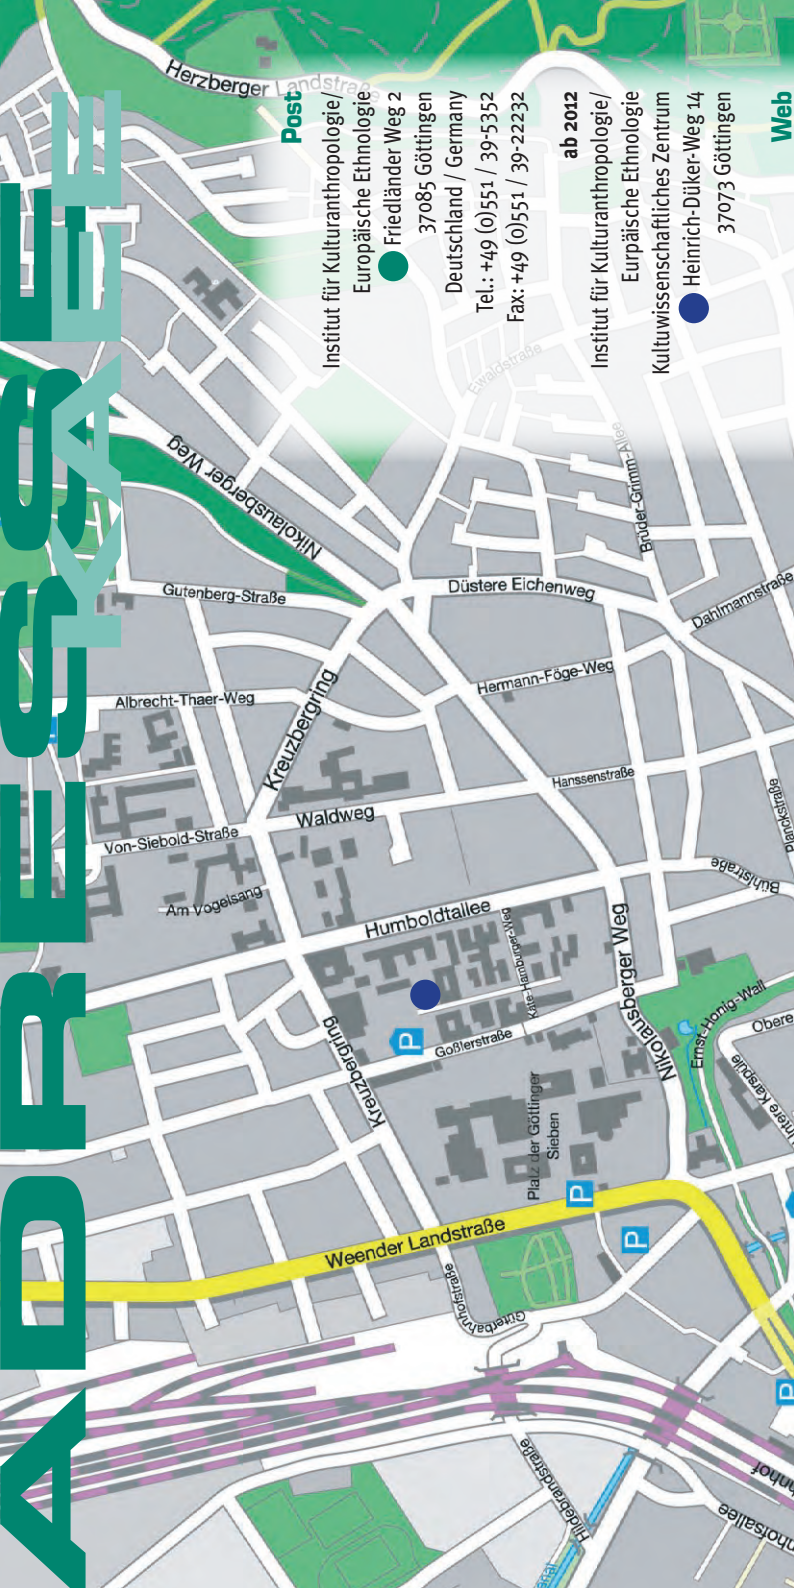 ADRESSE
KAEE
Post
Institut für Kulturanthropologie/
Europäische Ethnologie
Friedländer Weg 2
37085 Göttingen
Deutschland / Germany
Tel.: +49 (0)551 / 39-5352
Fax: +49 (0)551 / 39-22232
ab 2012
Institut für Kulturanthropologie/
Eurpäische Ethnologie
Kultuwissenschaftliches Zentrum
Heinrich-Düker-Weg 14
37073 Göttingen
Web
Herzberger Landstraße
Ewaldstraße
Nikolausberger Weg
Brüder-Grimm-Allee
Gutenberg-Straße
Düstere Eichenweg
Dahlmannstraße
Albrecht-Thaer-Weg
Kreuzbergring
Hermann-Föge-Weg
Hanssenstraße
Planckstraße
Von-Siebold-Straße
Waldweg
Am Vogelsang
Humboldtallee
Bühlstraße
Käte-Hamburger-Weg
Nikolausberger Weg
Kreuzbergring
P
Goßlerstraße
Ernst-Honig-Wall
Obere
Untere Karspüle
Platz der Göttinger
Sieben
P
P
Weender Landstraße
Güterbahnhofstraße
P
Hildebrandstraße